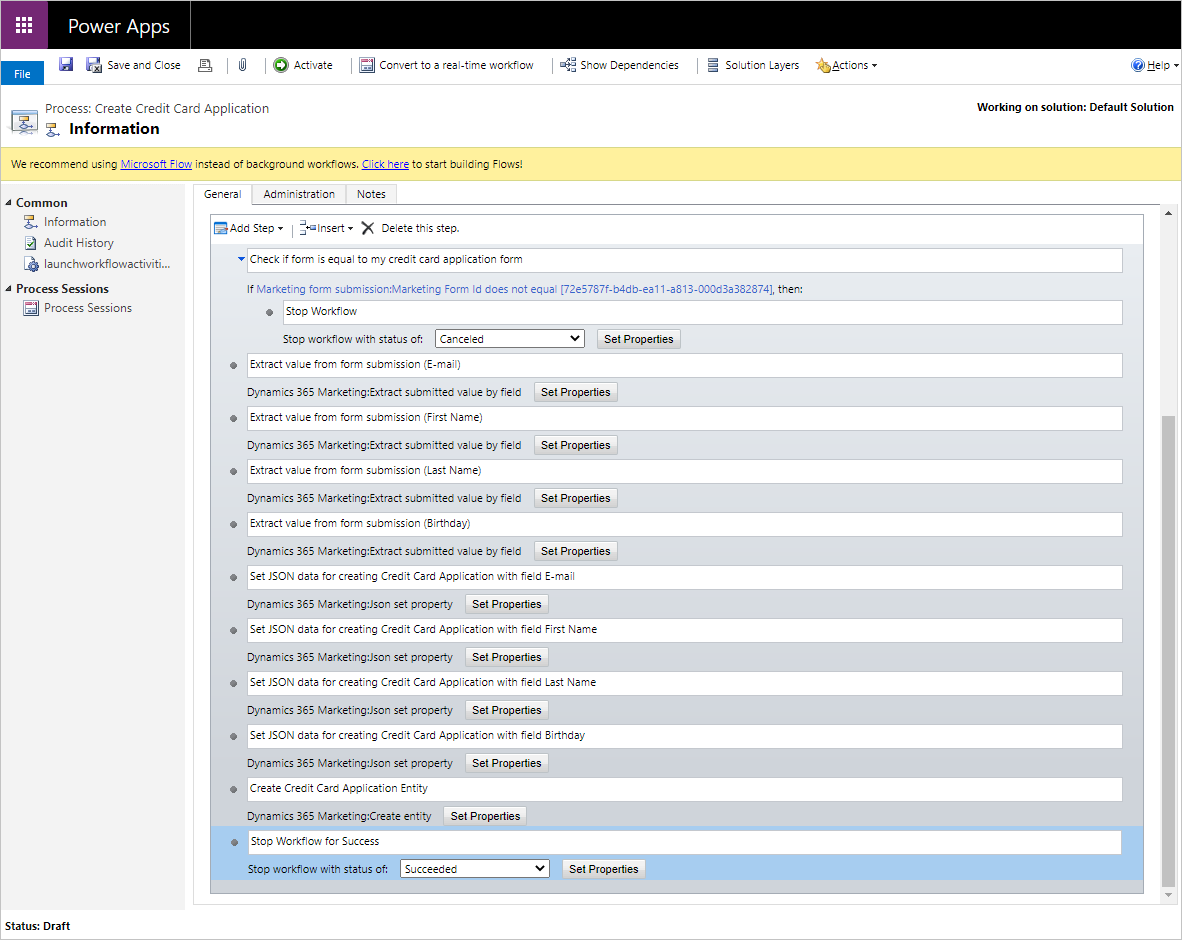 Power Apps
File Save and Close Activate Convert to a real-time workflow Show Dependencies Solution Layers Actions Help
Process: Create Credit Card Application
Information
Working on solution: Default Solution
We recommend using Microsoft Flow instead of background workflows. Click here to start building Flows!
Common
Information
Audit History
launchworkflowactiviti...
Process Sessions
Process Sessions
General Administration Notes
Add Step Insert Delete this step.
Check if form is equal to my credit card application form
If Marketing form submission:Marketing Form Id does not equal [72e5787f-b4db-ea11-a813-000d3a382874], then:
Stop Workflow
Stop workflow with status of: Canceled Set Properties
Extract value from form submission (E-mail)
Dynamics 365 Marketing:Extract submitted value by field Set Properties
Extract value from form submission (First Name)
Dynamics 365 Marketing:Extract submitted value by field Set Properties
Extract value from form submission (Last Name)
Dynamics 365 Marketing:Extract submitted value by field Set Properties
Extract value from form submission (Birthday)
Dynamics 365 Marketing:Extract submitted value by field Set Properties
Set JSON data for creating Credit Card Application with field E-mail
Dynamics 365 Marketing:Json set property Set Properties
Set JSON data for creating Credit Card Application with field First Name
Dynamics 365 Marketing:Json set property Set Properties
Set JSON data for creating Credit Card Application with field Last Name
Dynamics 365 Marketing:Json set property Set Properties
Set JSON data for creating Credit Card Application with field Birthday
Dynamics 365 Marketing:Json set property Set Properties
Create Credit Card Application Entity
Dynamics 365 Marketing:Create entity Set Properties
Stop Workflow for Success
Stop workflow with status of: Succeeded Set Properties
Status: Draft